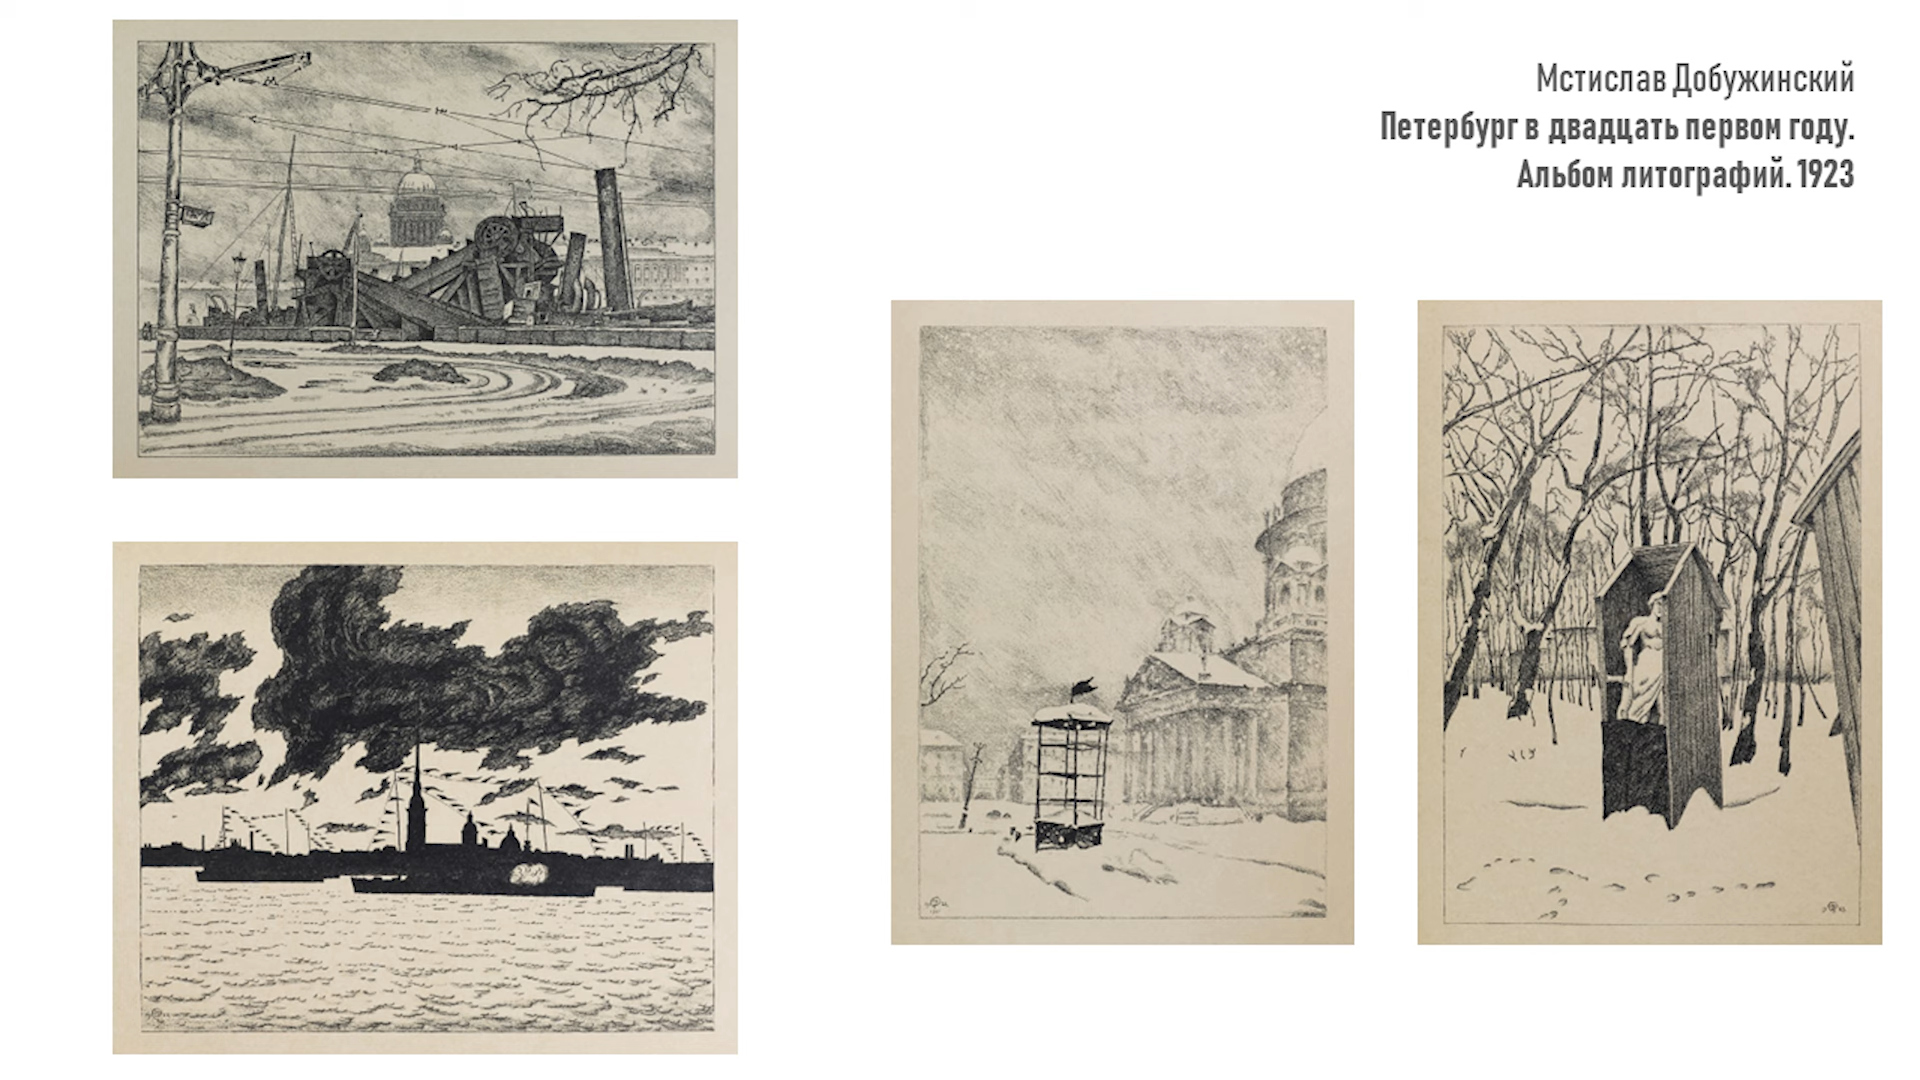 Мстислав Добужинский
Петербург в двадцать первом году.
Альбом литографий. 1923